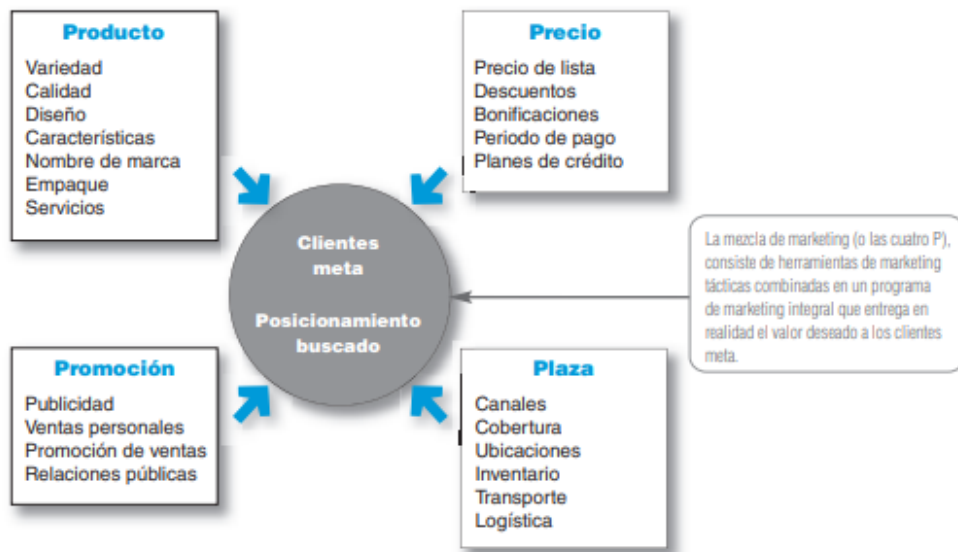 Producto
Variedad
Calidad
Diseño
Características
Nombre de marca
Empaque
Servicios
Precio
Precio de lista
Descuentos
Bonificaciones
Periodo de pago
Planes de crédito
Clientes
meta
Posicionamiento
buscado
La mezcla de marketing (o las cuatro P),
consiste de herramientas de marketing
tácticas combinadas en un programa
de marketing integral que entrega en
realidad el valor deseado a los clientes
meta.
Promoción
Publicidad
Ventas personales
Promoción de ventas
Relaciones públicas
Plaza
Canales
Cobertura
Ubicaciones
Inventario
Transporte
Logística